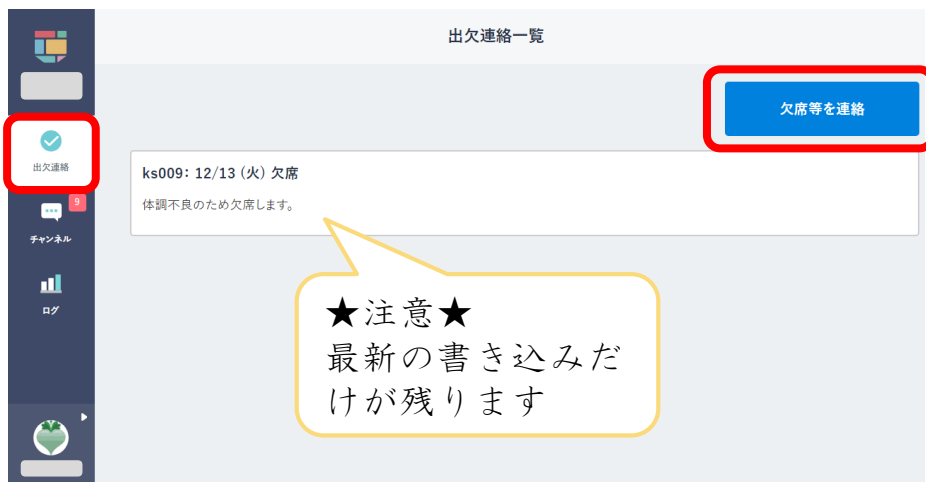 出欠連絡一覧
欠席等を連絡
出欠連絡
ks009: 12/13 (火) 欠席
体調不良のため欠席します。
9
チャンネル
ログ
★注意★
最新の書き込みだ
けが残ります